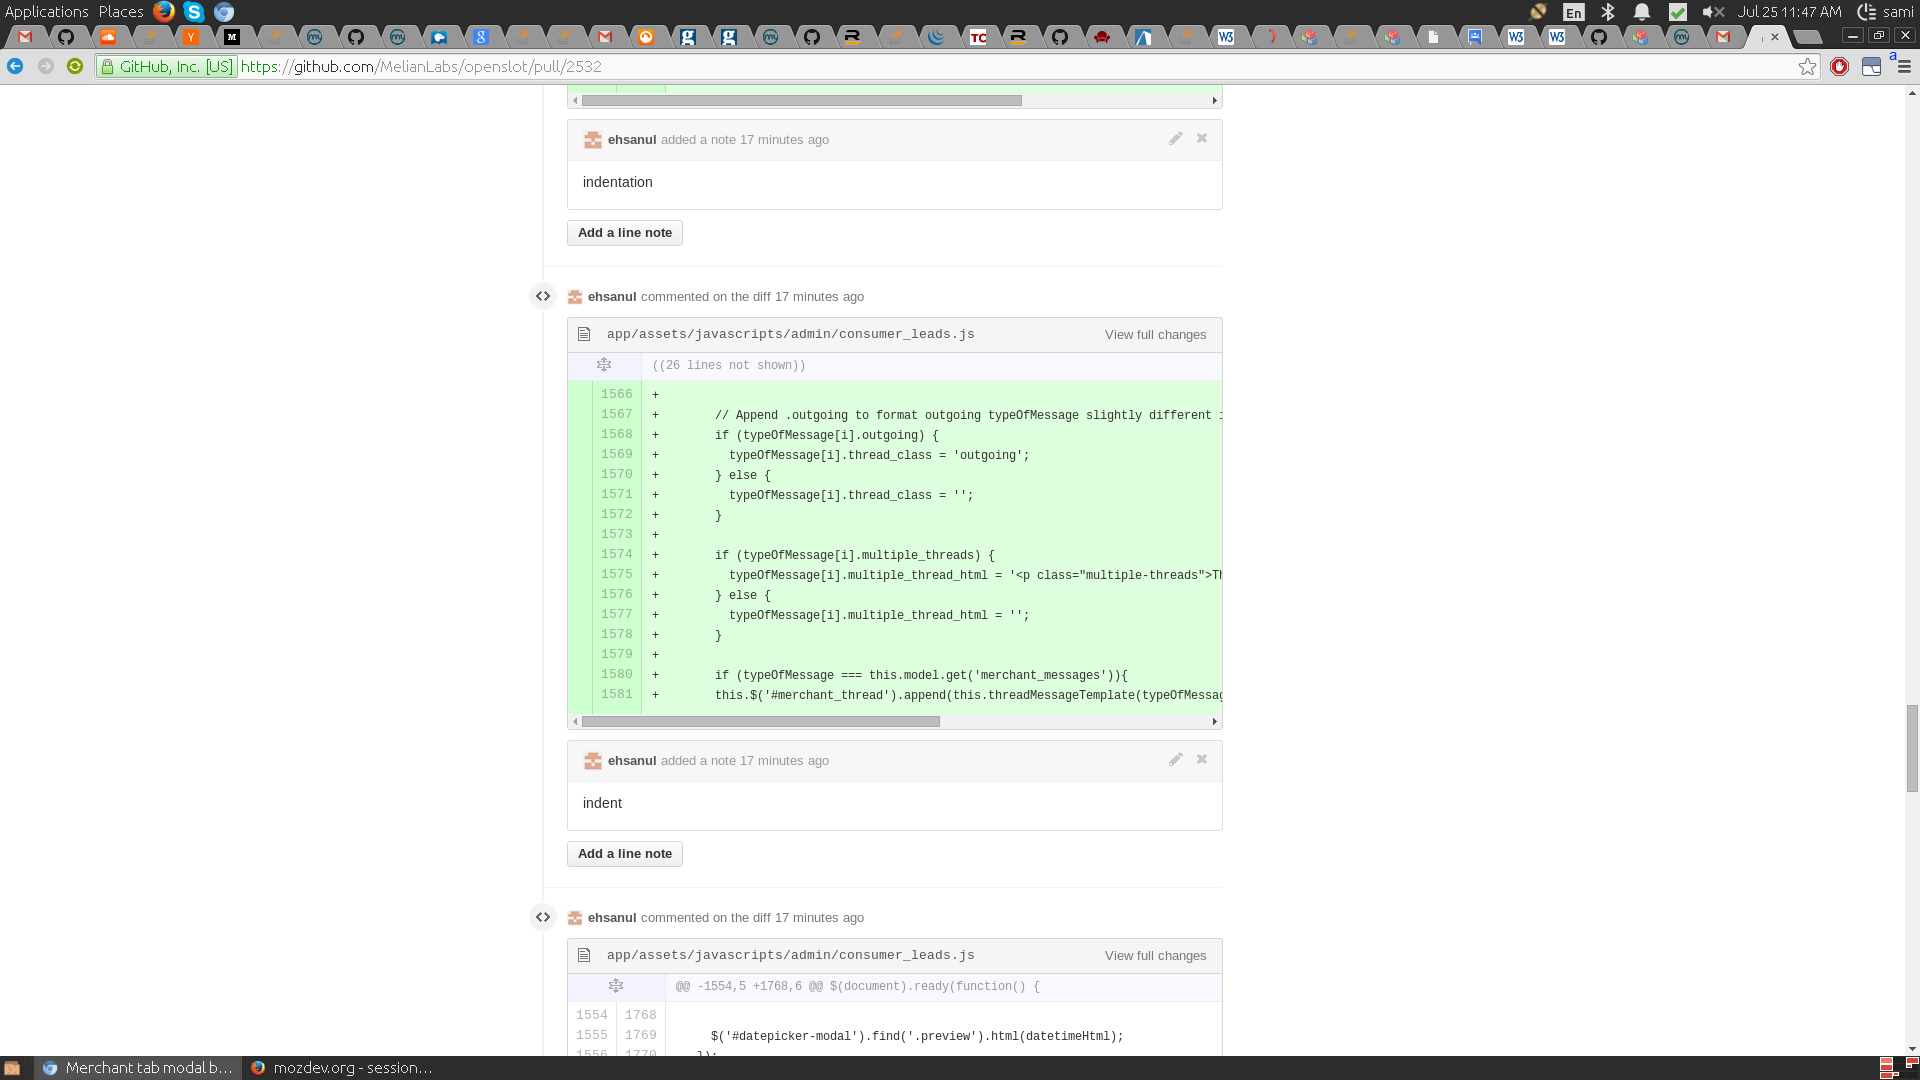 Applications Places
En
Jul 25 11:47 AM
sami
GitHub, Inc. [US] https://github.com/MelianLabs/openslot/pull/2532
ehsanul added a note 17 minutes ago
indentation
Add a line note
ehsanul commented on the diff 17 minutes ago
app/assets/javascripts/admin/consumer_leads.js View full changes
((26 lines not shown))
1566 +
1567 + // Append .outgoing to format outgoing typeOfMessage slightly different
1568 + if (typeOfMessage[i].outgoing) {
1569 + typeOfMessage[i].thread_class = 'outgoing';
1570 + } else {
1571 + typeOfMessage[i].thread_class = '';
1572 + }
1573 +
1574 + if (typeOfMessage[i].multiple_threads) {
1575 + typeOfMessage[i].multiple_thread_html = '<p class="multiple-threads">Th
1576 + } else {
1577 + typeOfMessage[i].multiple_thread_html = '';
1578 + }
1579 +
1580 + if (typeOfMessage === this.model.get('merchant_messages')){
1581 + this.$('#merchant_thread').append(this.threadMessageTemplate(typeOfMessag
ehsanul added a note 17 minutes ago
indent
Add a line note
ehsanul commented on the diff 17 minutes ago
app/assets/javascripts/admin/consumer_leads.js View full changes
@@ -1554,5 +1768,6 @@ $(document).ready(function() {
1554 1768
1555 1769 $('#datepicker-modal').find('.preview').html(datetimeHtml);
1556 1770 });
Merchant tab modal b... mozdev.org - session...